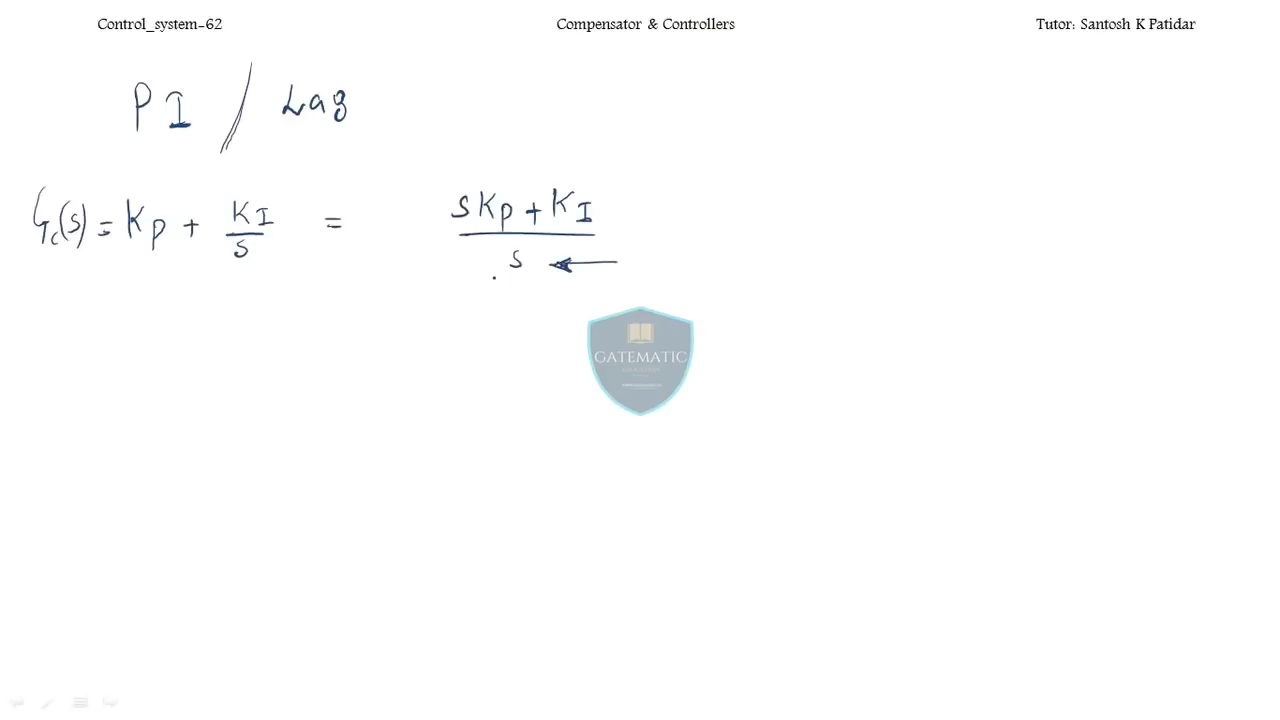 Control_system-62 Compensator & Controllers Tutor: Santosh K Patidar
PI / Lag
Gc(s) = Kp + KI/s = sKp + KI / s
GATEMATIC